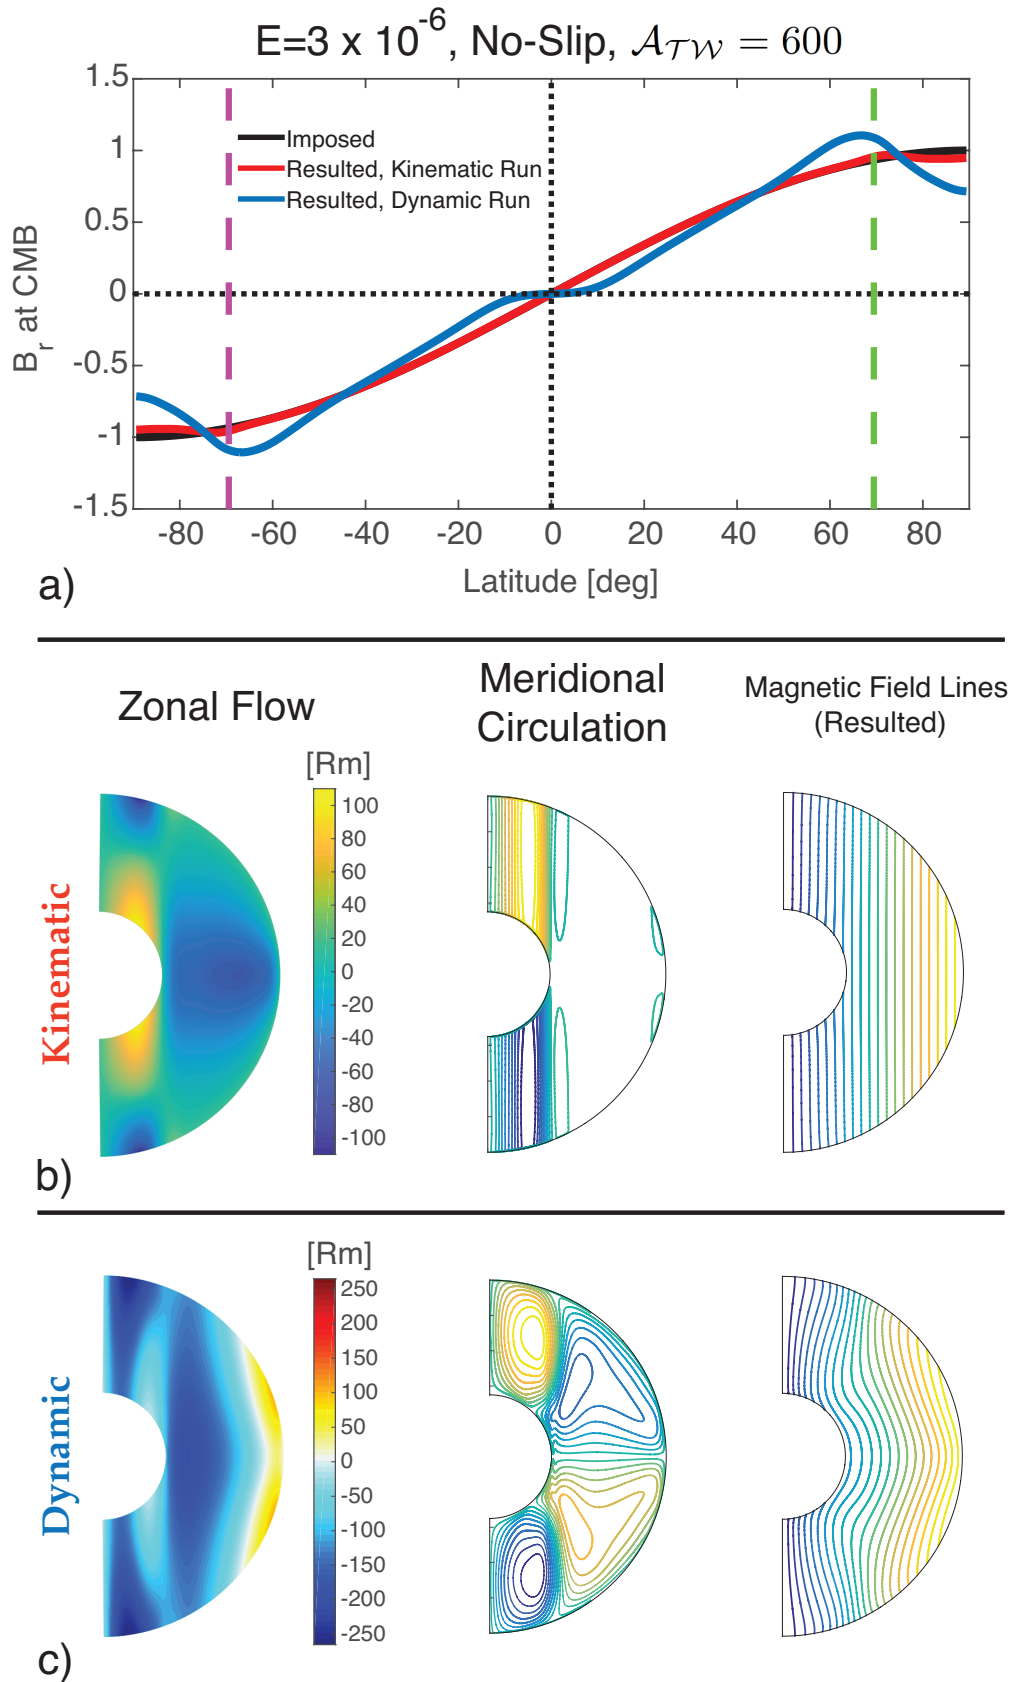 E=3 x 10^-6, No-Slip, 𝒜_𝒯𝒲 = 600
1.5
1
0.5
0
-0.5
-1
-1.5
B_r at CMB
Imposed
Resulted, Kinematic Run
Resulted, Dynamic Run
-80 -60 -40 -20 0 20 40 60 80
Latitude [deg]
a)
Zonal Flow
Meridional
Circulation
Magnetic Field Lines
(Resulted)
Kinematic
[Rm]
100
80
60
40
20
0
-20
-40
-60
-80
-100
b)
Dynamic
[Rm]
250
200
150
100
50
0
-50
-100
-150
-200
-250
c)